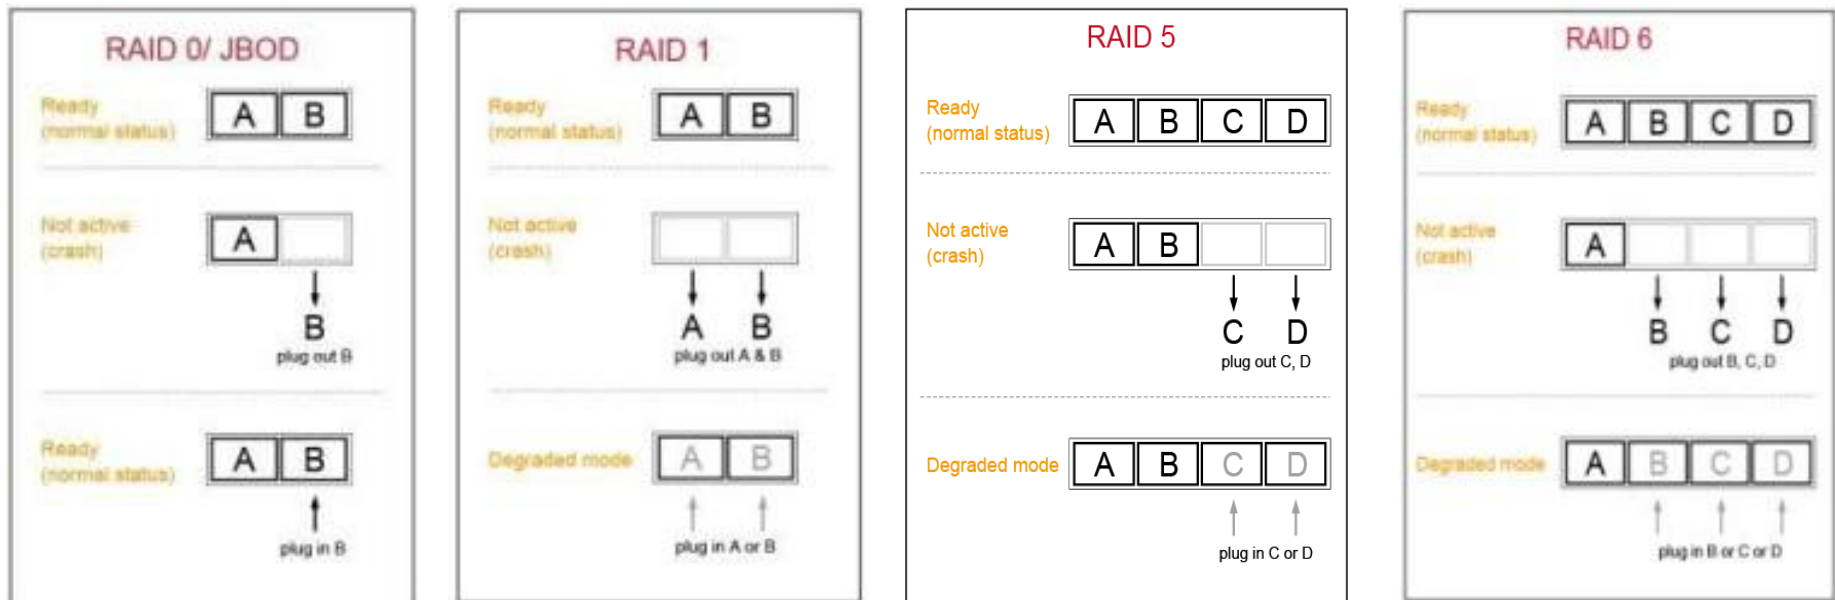 RAID 0/ JBOD
Ready
(normal status)
A B
Not active
(crash)
A
B
plug out B
Ready
(normal status)
A B
plug in B
RAID 1
Ready
(normal status)
A B
Not active
(crash)
A B
plug out A & B
Degraded mode
A B
plug in A or B
RAID 5
Ready
(normal status)
A B C D
Not active
(crash)
A B
C D
plug out C, D
Degraded mode
A B C D
plug in C or D
RAID 6
Ready
(normal status)
A B C D
Not active
(crash)
A
B C D
plug out B, C, D
Degraded mode
A B C D
plug in B or C or D